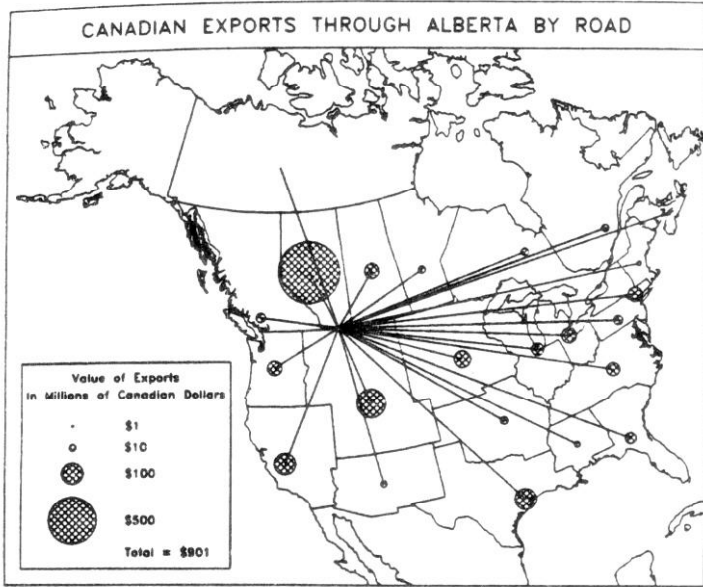 CANADIAN EXPORTS THROUGH ALBERTA BY ROAD
Value of Exports
in Millions of Canadian Dollars
$1
$10
$100
$500
Total = $901